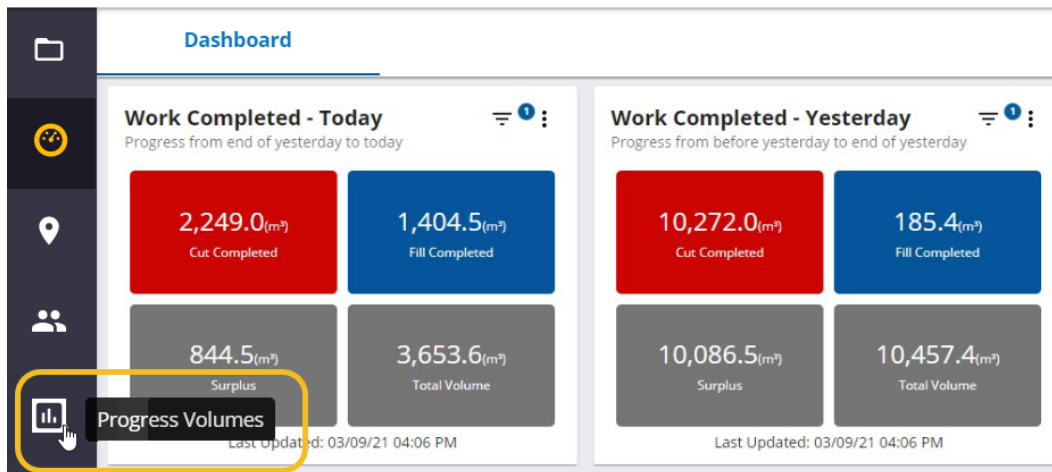 Dashboard
Work Completed - Today
1
Progress from end of yesterday to today
2,249.0(m³)
Cut Completed
1,404.5(m³)
Fill Completed
844.5(m³)
Surplus
3,653.6(m³)
Total Volume
Last Updated: 03/09/21 04:06 PM
Work Completed - Yesterday
1
Progress from before yesterday to end of yesterday
10,272.0(m³)
Cut Completed
185.4(m³)
Fill Completed
10,086.5(m³)
Surplus
10,457.4(m³)
Total Volume
Last Updated: 03/09/21 04:06 PM
Progress Volumes